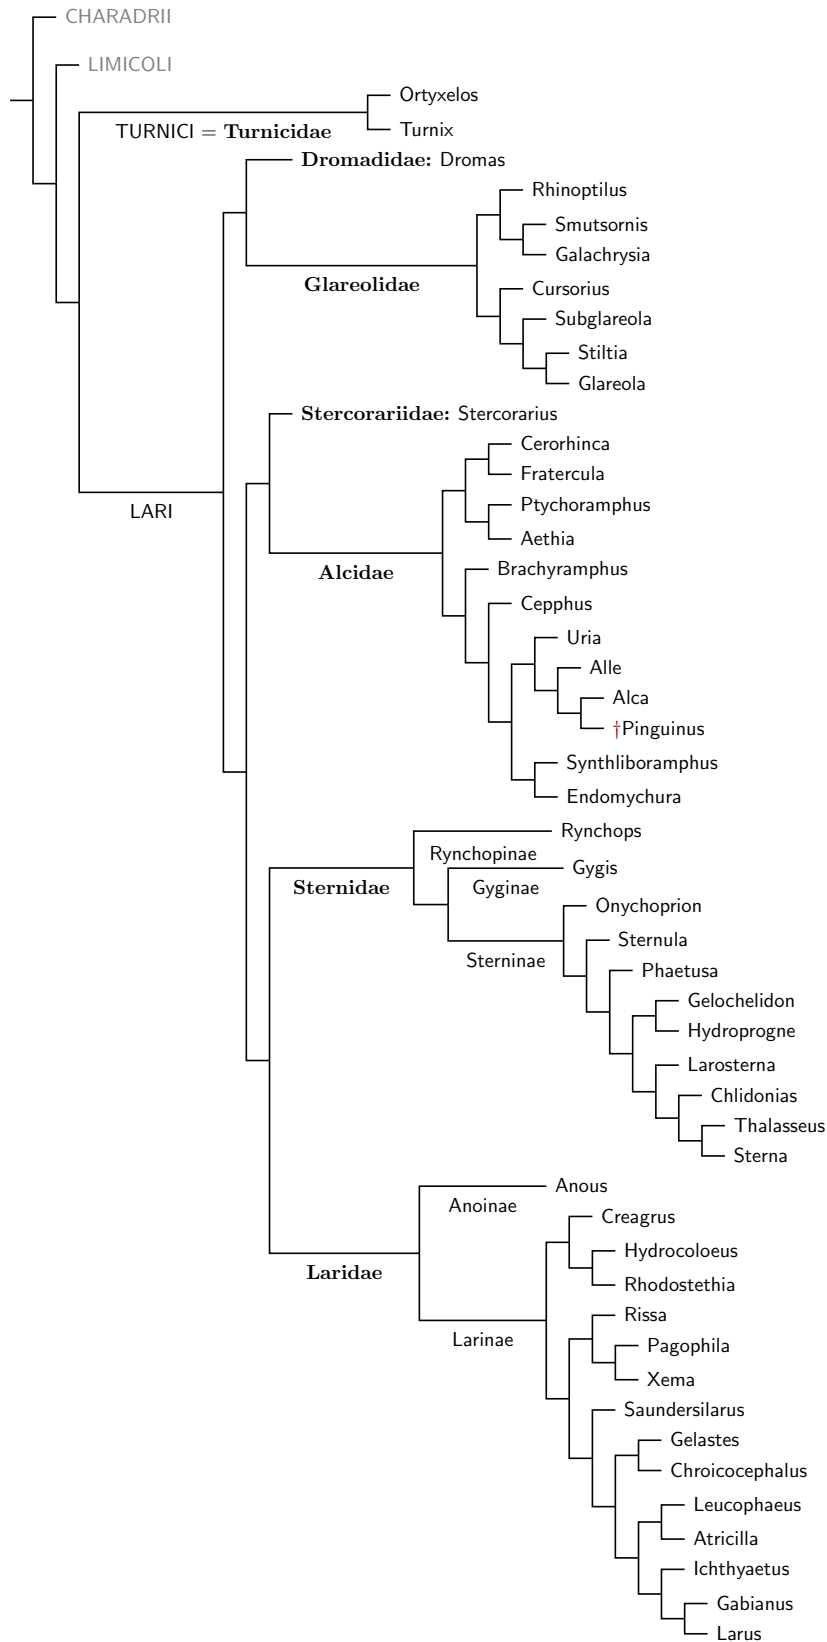 CHARADRII
LIMICOLI
Ortyxelos
TURNICI = Turnicidae
Turnix
Dromadidae: Dromas
Rhinoptilus
Smutsornis
Galachrysia
Glareolidae
Cursorius
Subglareola
Stiltia
Glareola
Stercorariidae: Stercorarius
Cerorhinca
Fratercula
Ptychoramphus
LARI
Aethia
Alcidae
Brachyramphus
Cepphus
Uria
Alle
Alca
†Pinguinus
Synthliboramphus
Endomychura
Rynchops
Rynchopinae
Gygis
Sternidae
Gyginae
Onychoprion
Sternula
Sterninae
Phaetusa
Gelochelidon
Hydroprogne
Larosterna
Chlidonias
Thalasseus
Sterna
Anous
Anoinae
Creagrus
Hydrocoloeus
Laridae
Rhodostethia
Rissa
Larinae
Pagophila
Xema
Saundersilarus
Gelastes
Chroicocephalus
Leucophaeus
Atricilla
Ichthyaetus
Gabianus
Larus